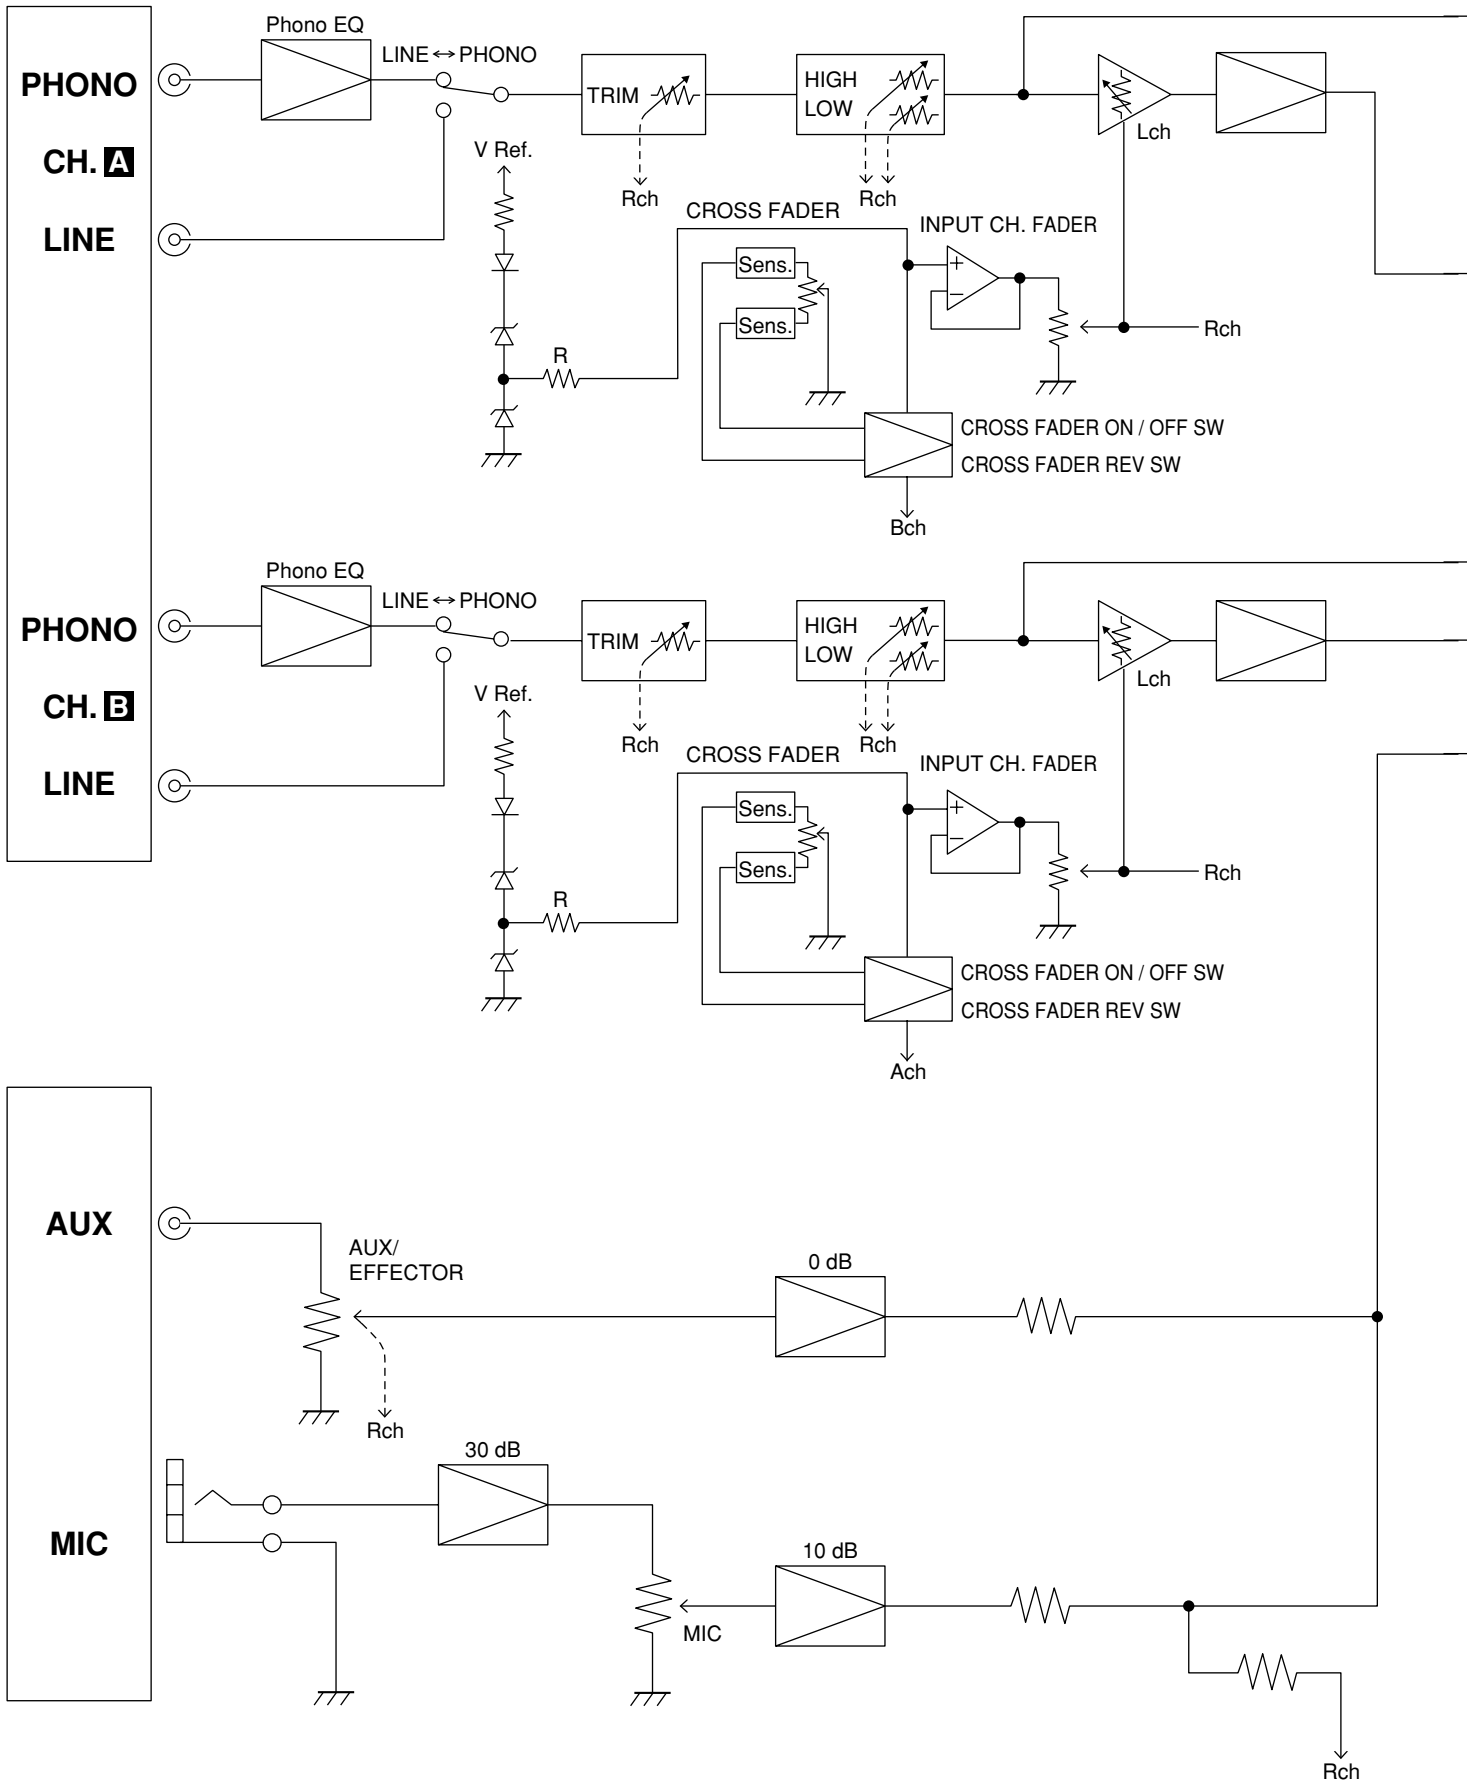 Phono EQ
LINE ↔ PHONO
PHONO
TRIM
HIGH
LOW
Lch
CH. A
V Ref.
Rch
Rch
LINE
CROSS FADER
INPUT CH. FADER
Sens.
Sens.
Rch
R
CROSS FADER ON / OFF SW
CROSS FADER REV SW
Bch
Phono EQ
LINE ↔ PHONO
PHONO
TRIM
HIGH
LOW
Lch
CH. B
V Ref.
Rch
Rch
LINE
CROSS FADER
INPUT CH. FADER
Sens.
Sens.
Rch
R
CROSS FADER ON / OFF SW
CROSS FADER REV SW
Ach
AUX
AUX/
EFFECTOR
0 dB
Rch
30 dB
MIC
10 dB
MIC
Rch